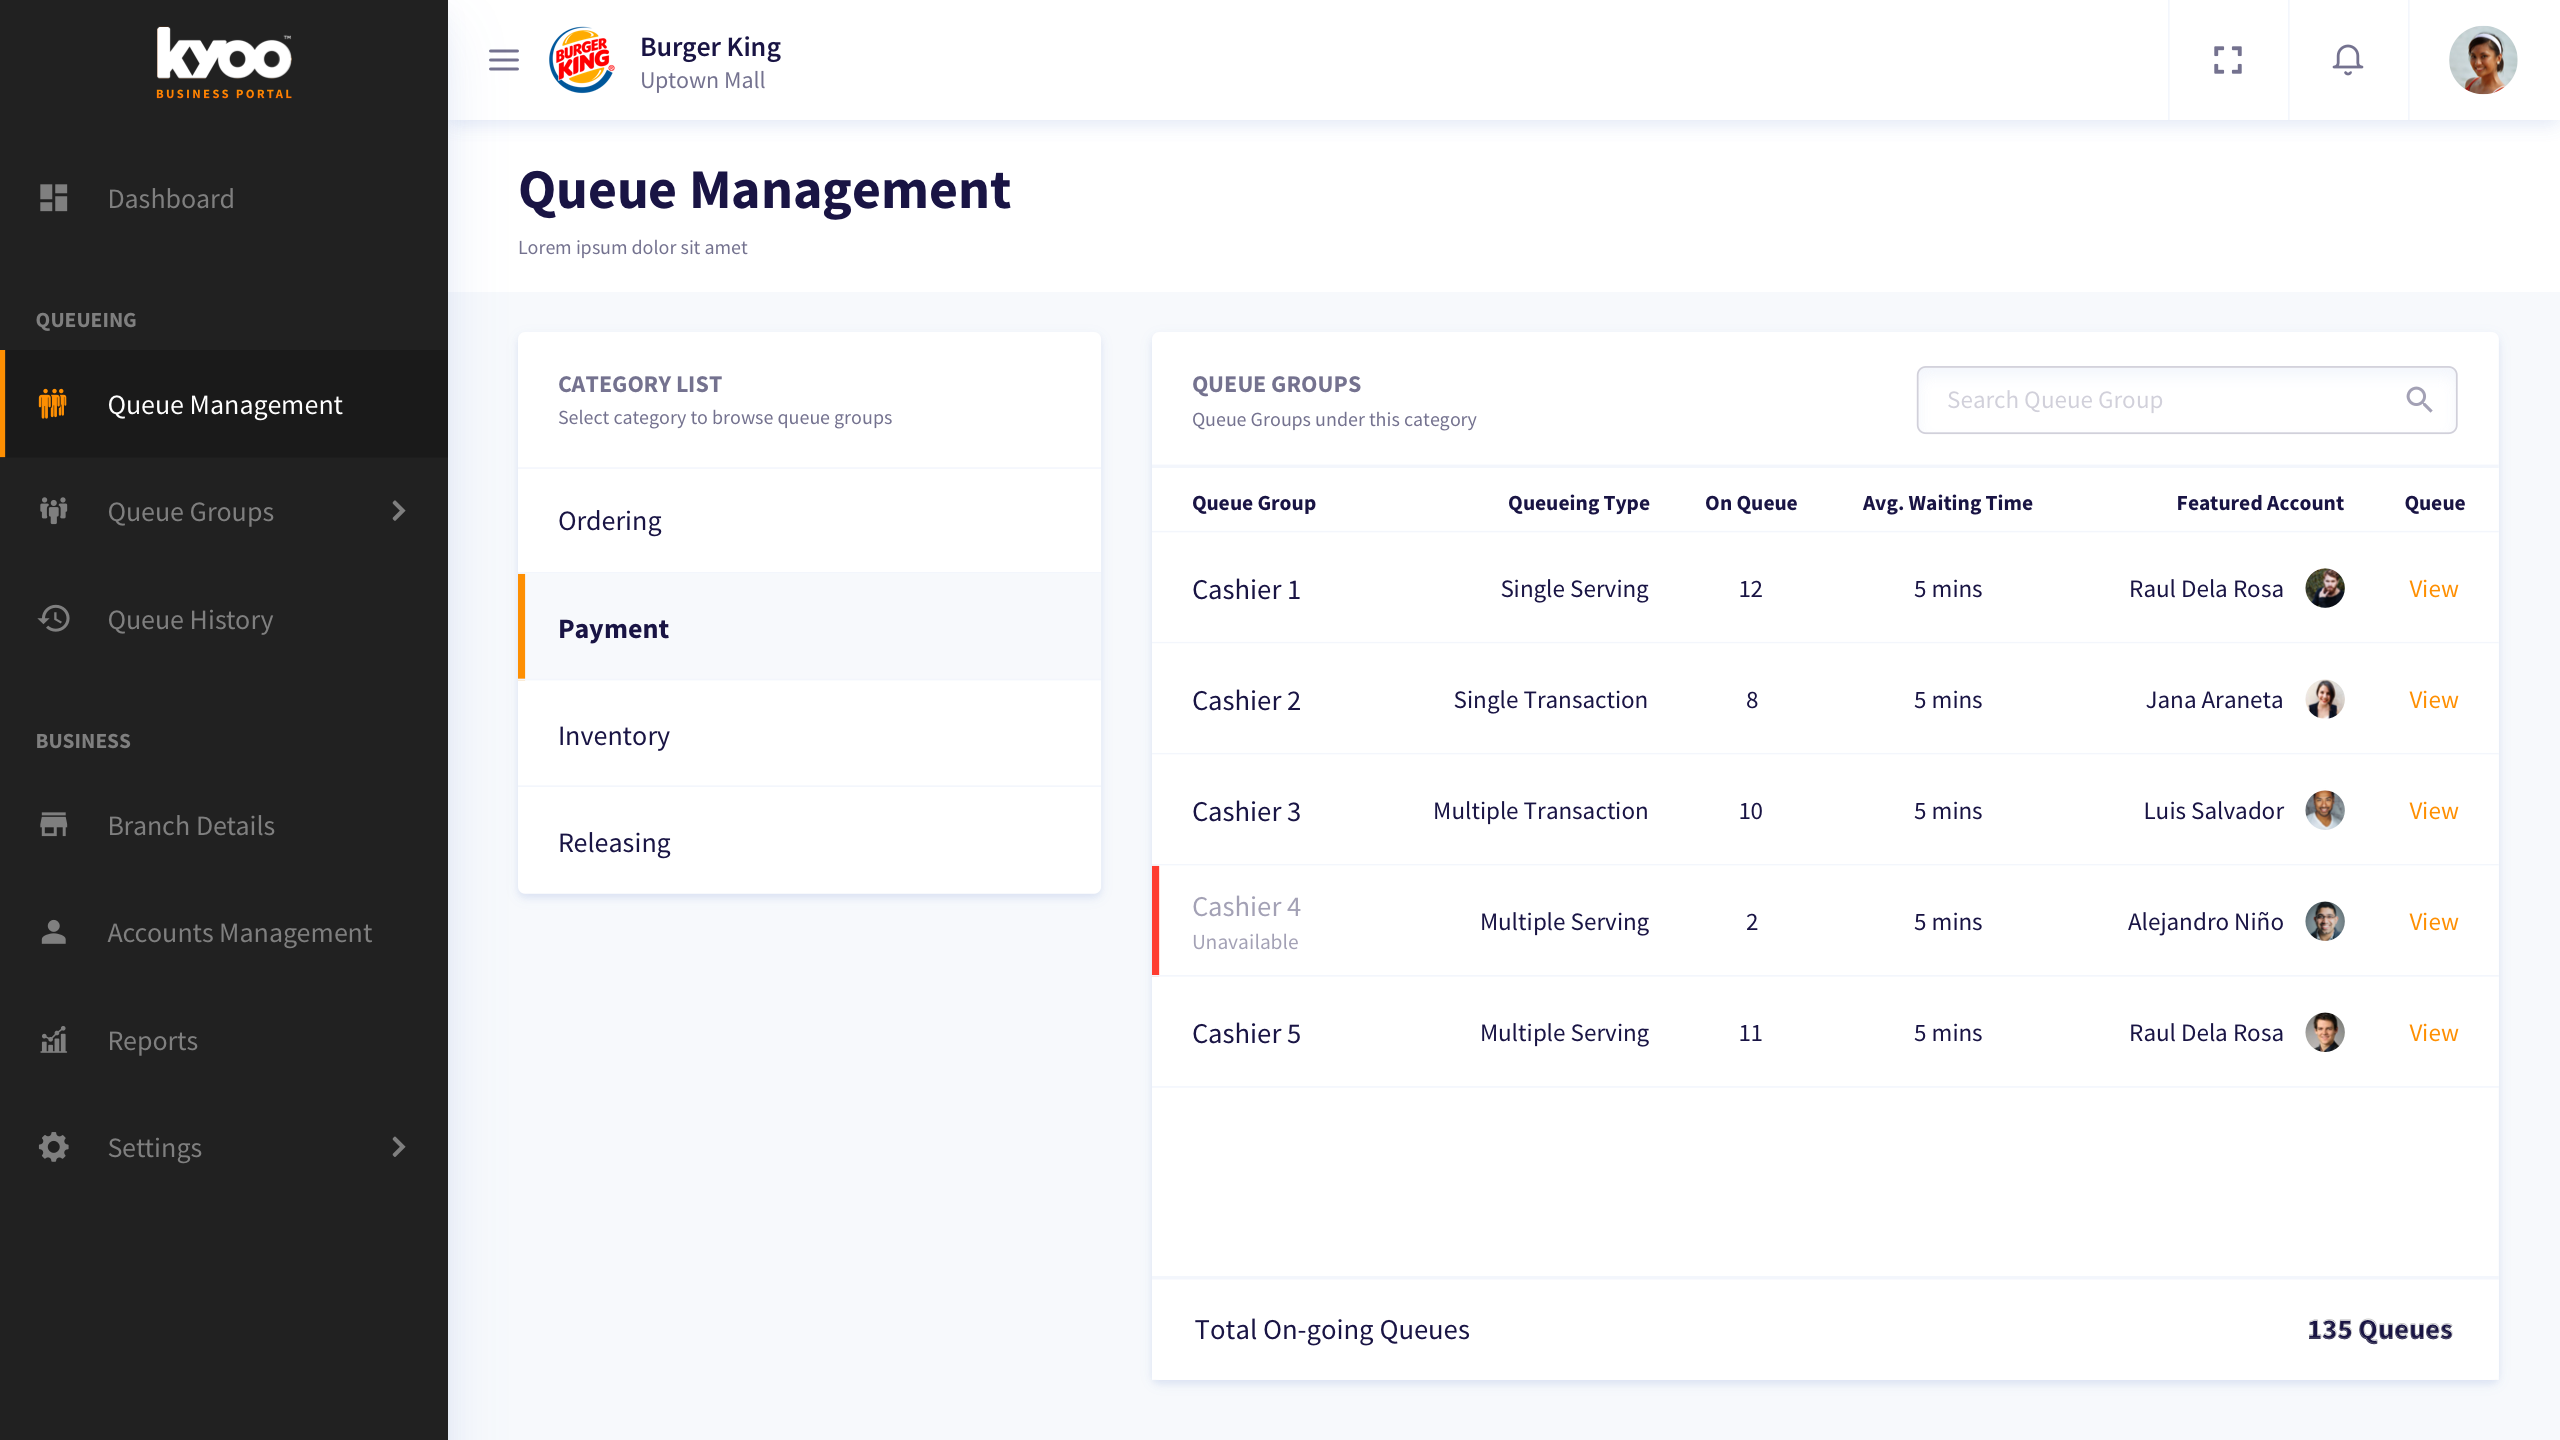 kyoo™
BUSINESS PORTAL
Dashboard
QUEUEING
Queue Management
Queue Groups
Queue History
BUSINESS
Branch Details
Accounts Management
Reports
Settings
BURGER
KING®
Burger King
Uptown Mall
Queue Management
Lorem ipsum dolor sit amet
CATEGORY LIST
Select category to browse queue groups
Ordering
Payment
Inventory
Releasing
QUEUE GROUPS
Queue Groups under this category
Search Queue Group
Queue Group Queueing Type On Queue Avg. Waiting Time Featured Account Queue
Cashier 1 Single Serving 12 5 mins Raul Dela Rosa View
Cashier 2 Single Transaction 8 5 mins Jana Araneta View
Cashier 3 Multiple Transaction 10 5 mins Luis Salvador View
Cashier 4 Multiple Serving 2 5 mins Alejandro Niño View
Unavailable
Cashier 5 Multiple Serving 11 5 mins Raul Dela Rosa View
Total On-going Queues 135 Queues